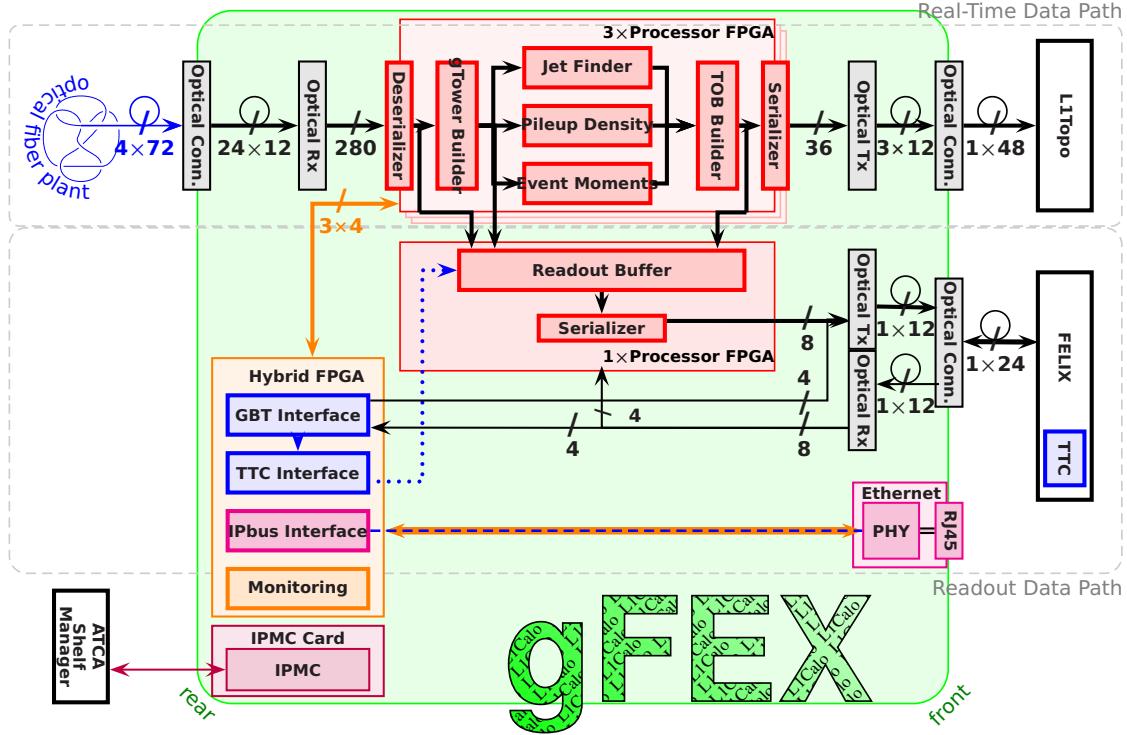 Real-Time Data Path
3×Processor FPGA
optical
fiber
plant
4×72
Optical Conn.
24×12
Optical Rx
280
Deserializer
gTower Builder
Jet Finder
Pileup Density
Event Moments
TOB Builder
Serializer
36
Optical Tx
3×12
Optical Conn.
1×48
L1Topo
3×4
Readout Buffer
Serializer
1×Processor FPGA
8
Optical Tx
1×12
Optical Conn.
1×24
FELIX
TTC
Optical Rx
1×12
4
4
4
8
Hybrid FPGA
GBT Interface
TTC Interface
IPbus Interface
Monitoring
Ethernet
PHY
RJ45
Readout Data Path
ATCA
Shelf
Manager
IPMC Card
IPMC
rear
front
gFEX
L1Calo